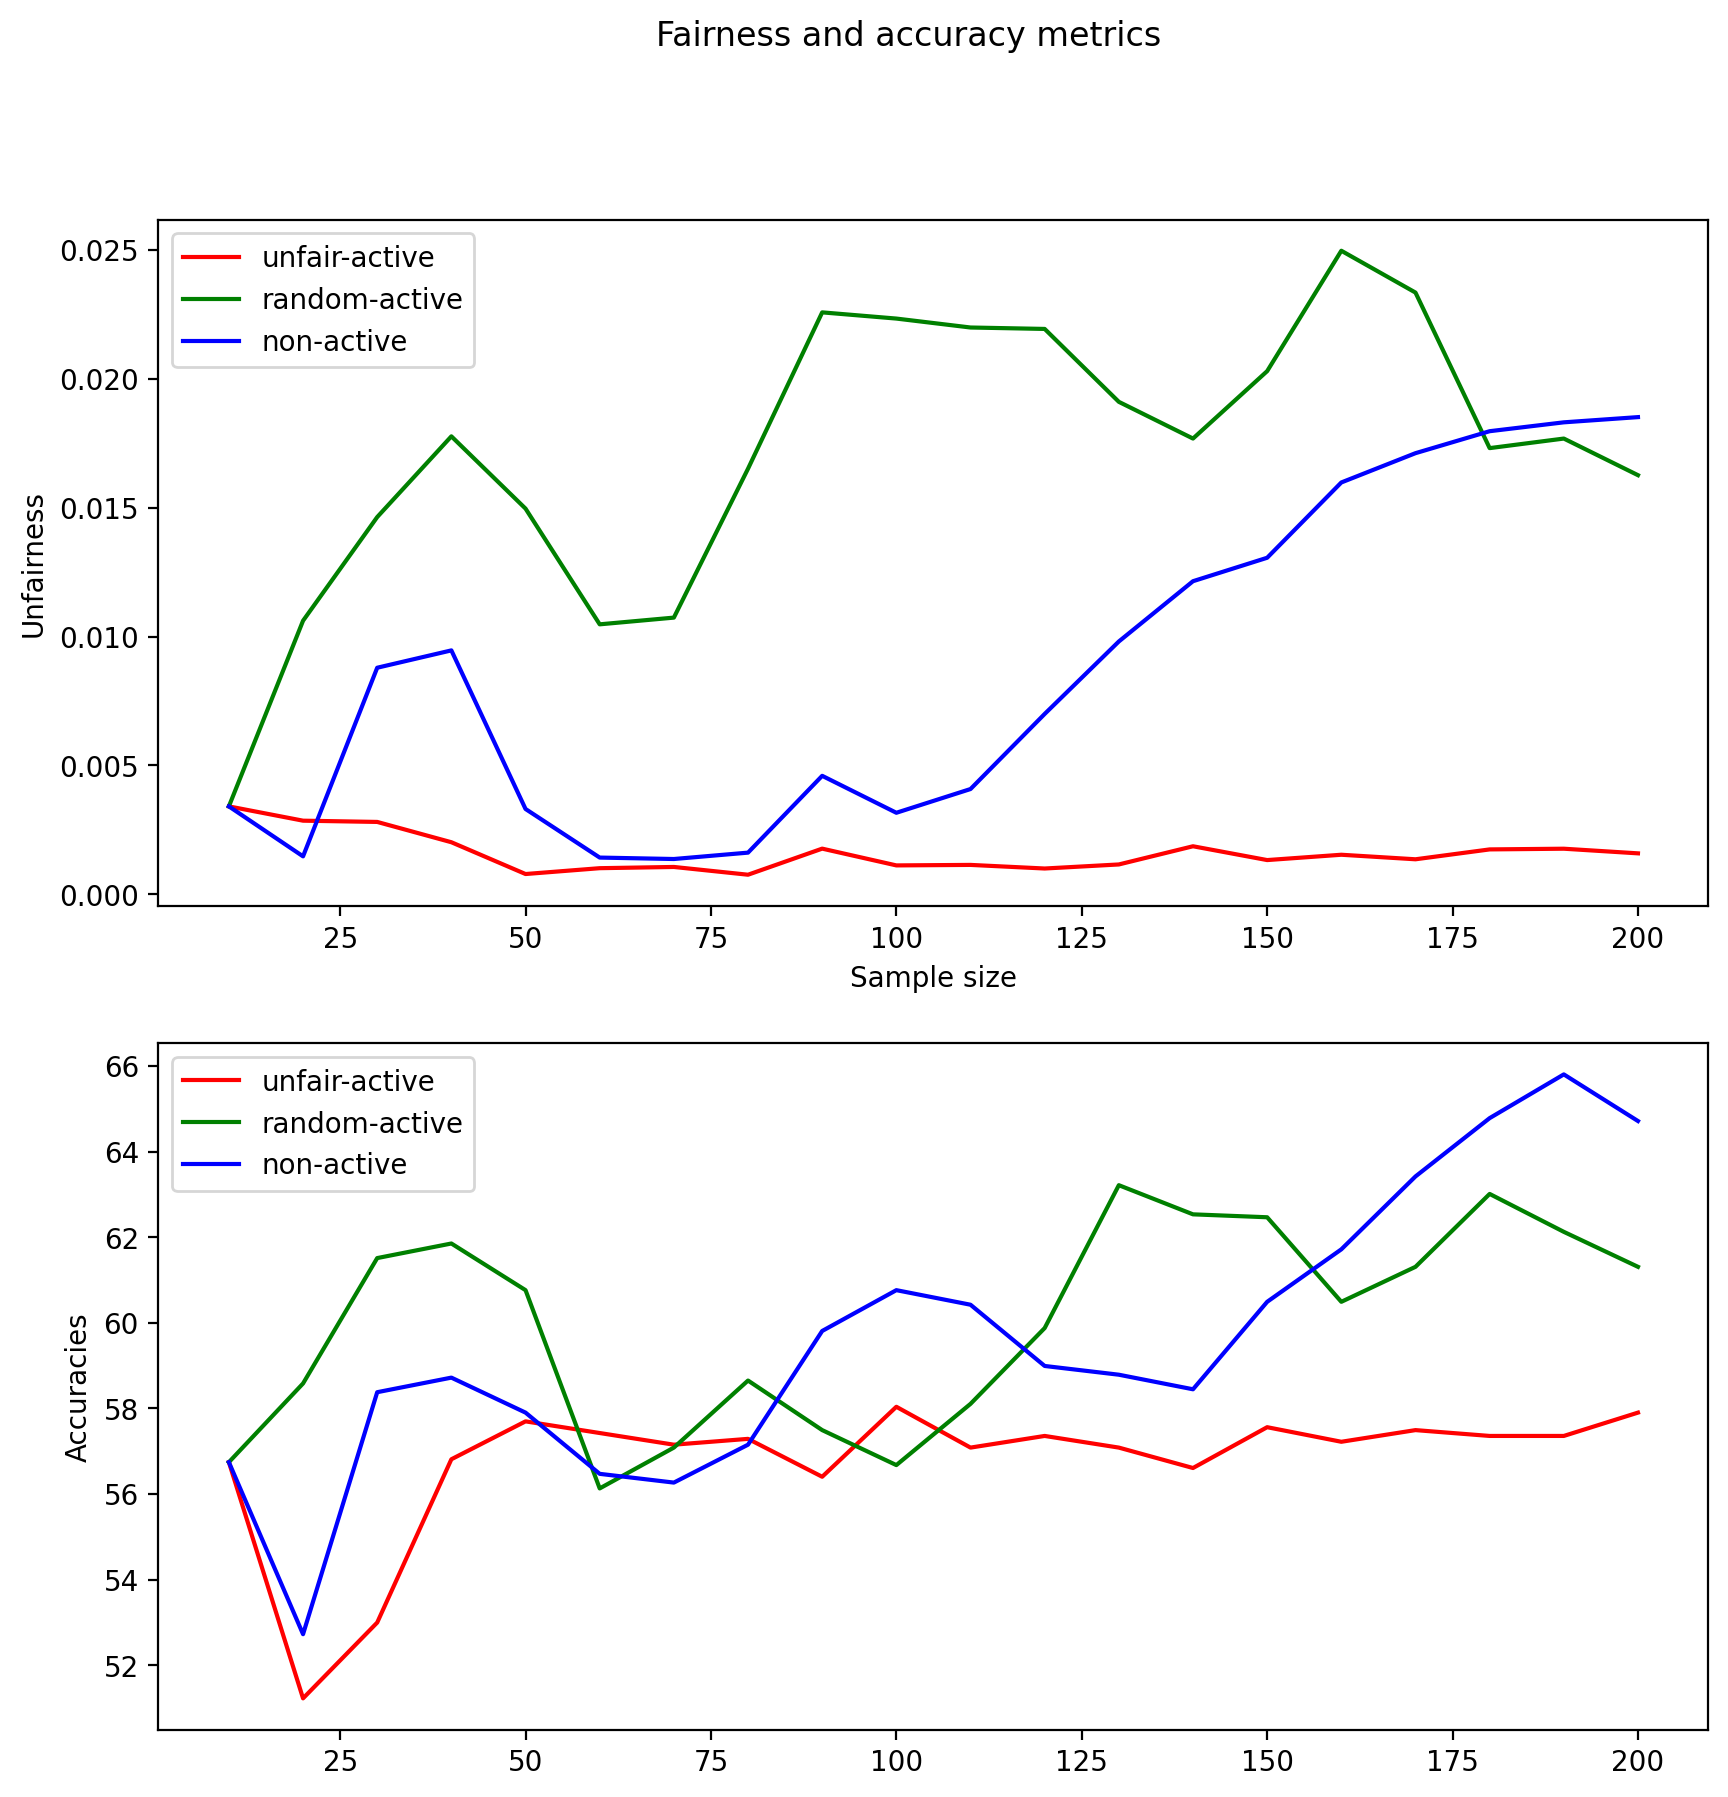 Fairness and accuracy metrics
unfair-active
random-active
non-active
0.025
0.020
0.015
0.010
0.005
0.000
Unfairness
25 50 75 100 125 150 175 200
Sample size
unfair-active
random-active
non-active
66
64
62
60
58
56
54
52
Accuracies
25 50 75 100 125 150 175 200